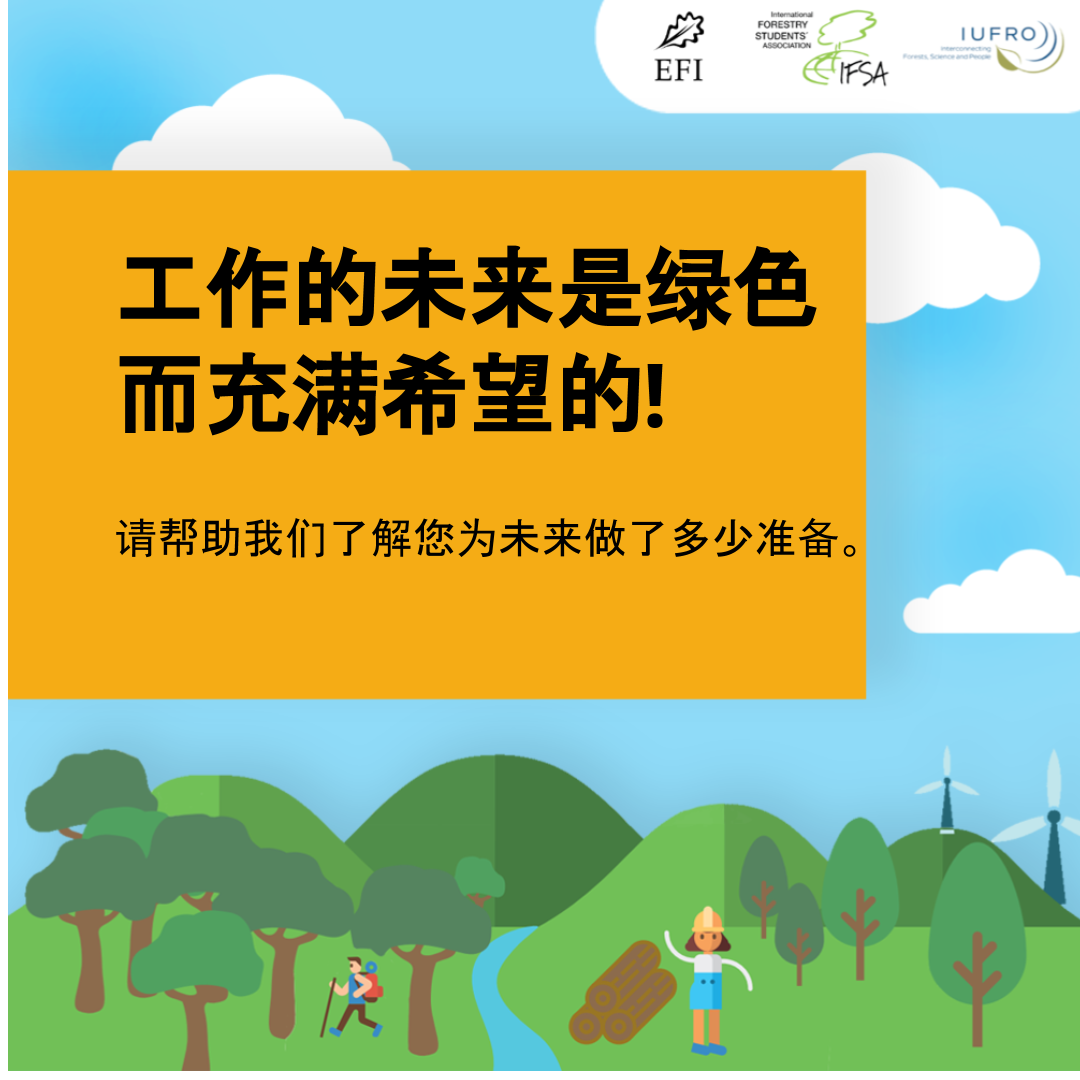 EFI
International
FORESTRY
STUDENTS'
ASSOCIATION
IFSA
IUFRO
Interconnecting
Forests, Science and People
工作的未来是绿色
而充满希望的!
请帮助我们了解您为未来做了多少准备。